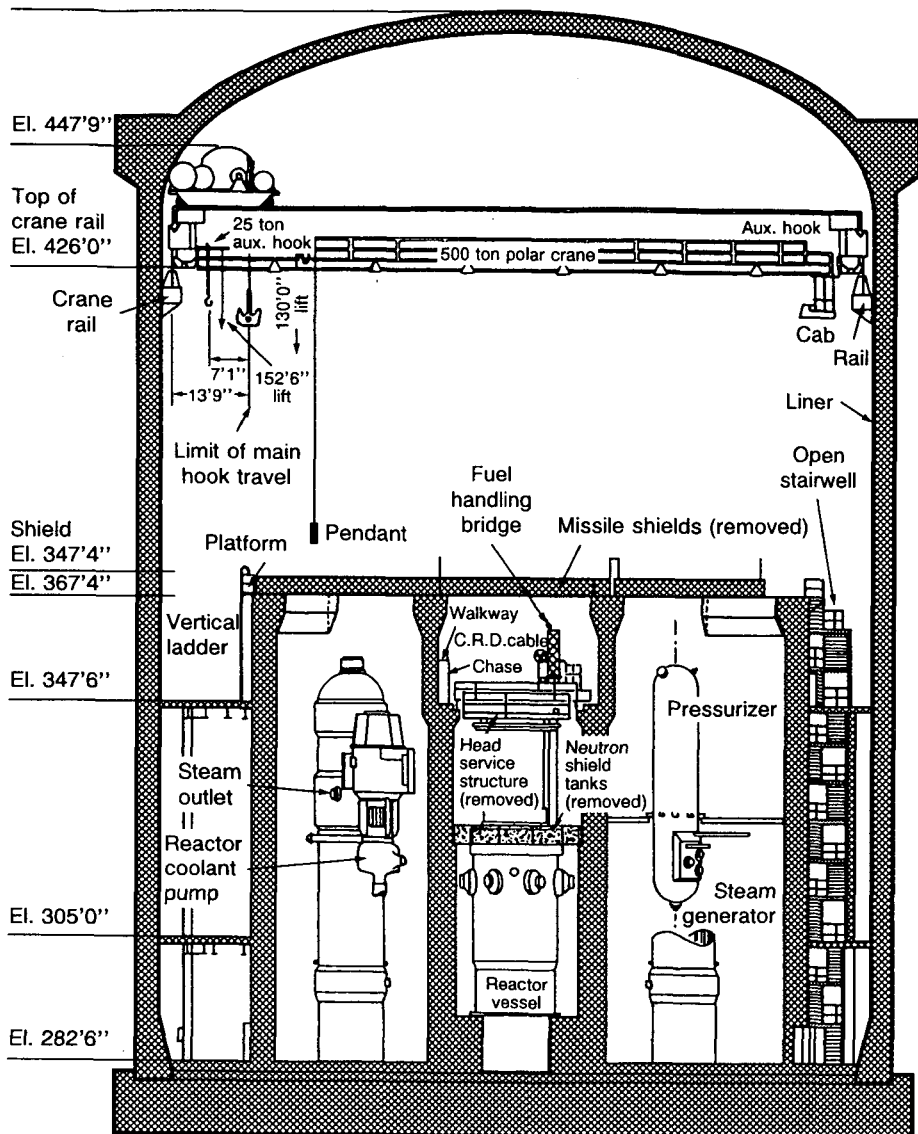 El. 447'9''
Top of
crane rail
El. 426'0''
25 ton
aux. hook
Aux. hook
500 ton polar crane
Crane
rail
130'0''
lift
Cab
Rail
7'1''
152'6''
lift
13'9''
Liner
Limit of main
hook travel
Open
stairwell
Fuel
handling
bridge
Shield
El. 347'4''
Platform
Pendant
Missile shields (removed)
El. 367'4''
Vertical
ladder
Walkway
C.R.D.cable
Chase
El. 347'6''
Pressurizer
Head
service
structure
(removed)
Neutron
shield
tanks
(removed)
Steam
outlet
Reactor
coolant
pump
Steam
generator
El. 305'0''
Reactor
vessel
El. 282'6''